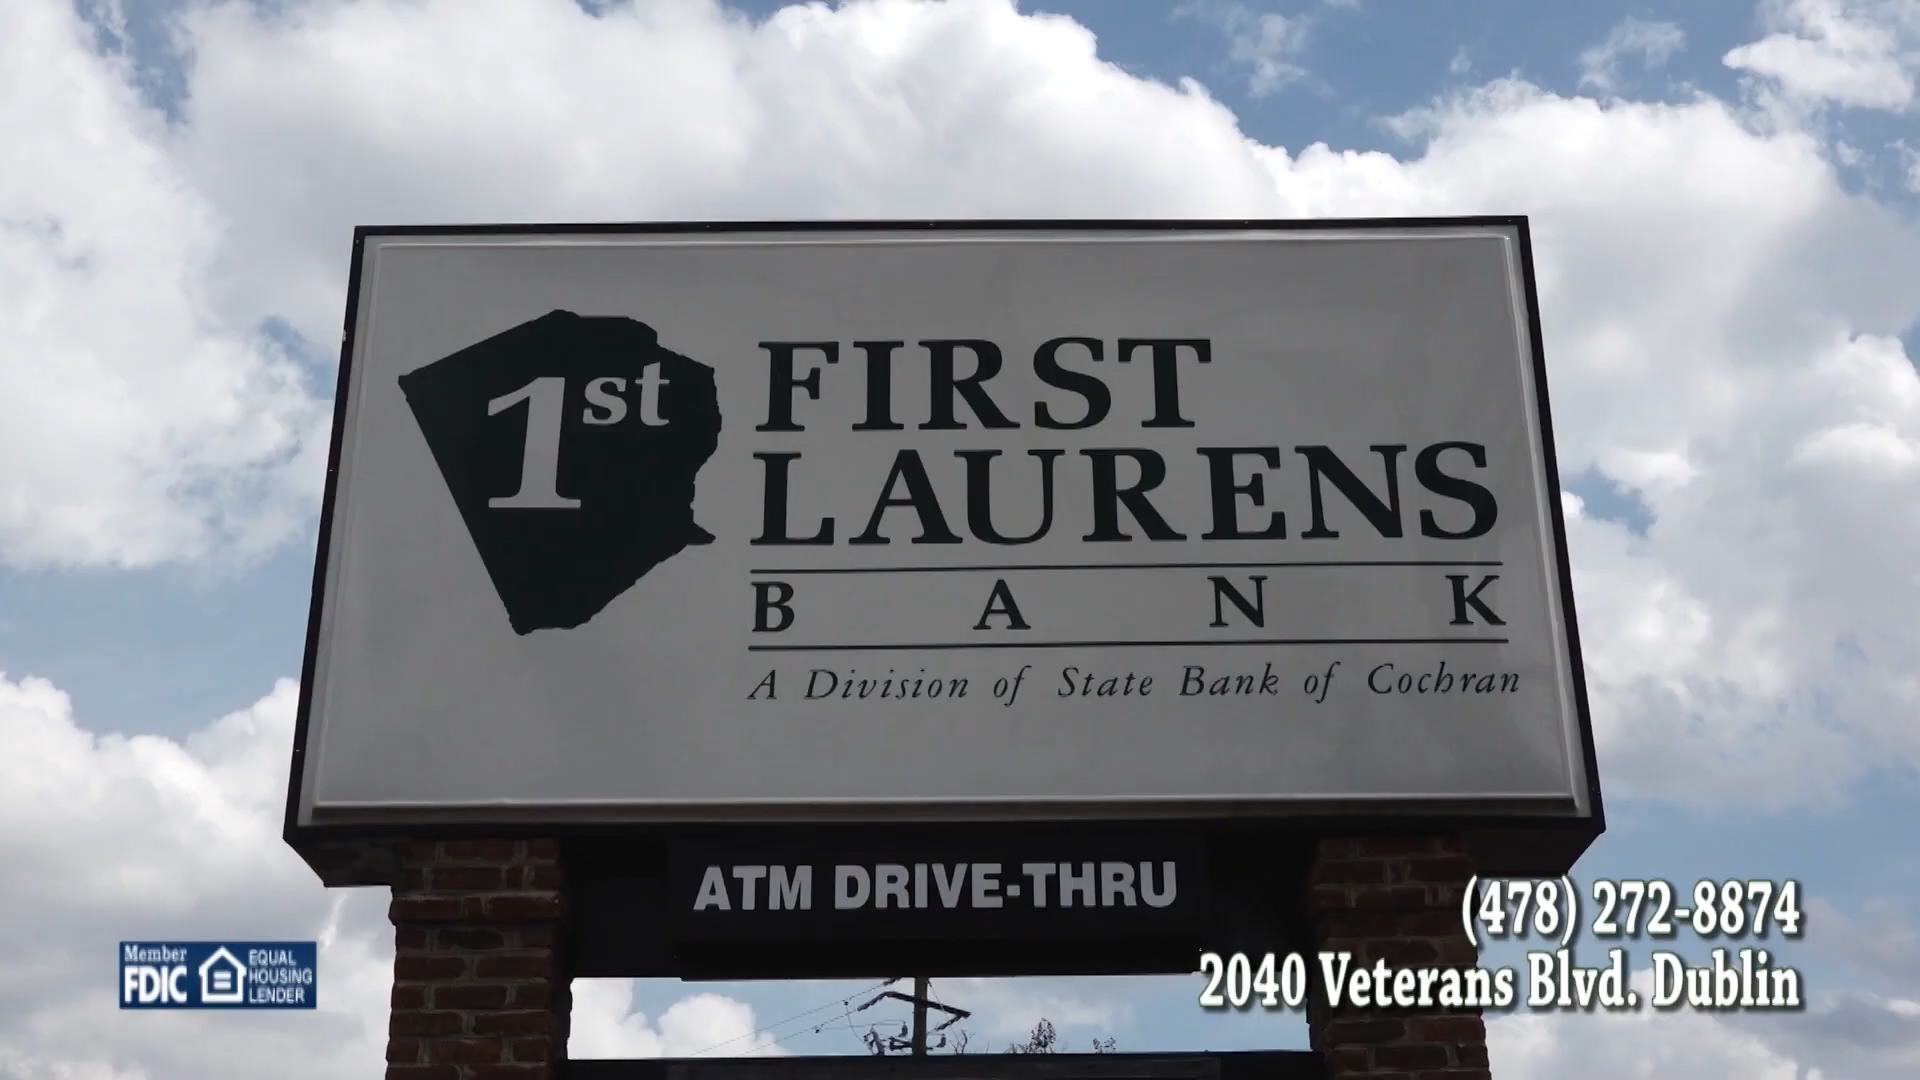 1st
FIRST
LAURENS
BANK
A Division of State Bank of Cochran
ATM DRIVE-THRU
(478) 272-8874
2040 Veterans Blvd. Dublin
Member
FDIC
EQUAL
HOUSING
LENDER